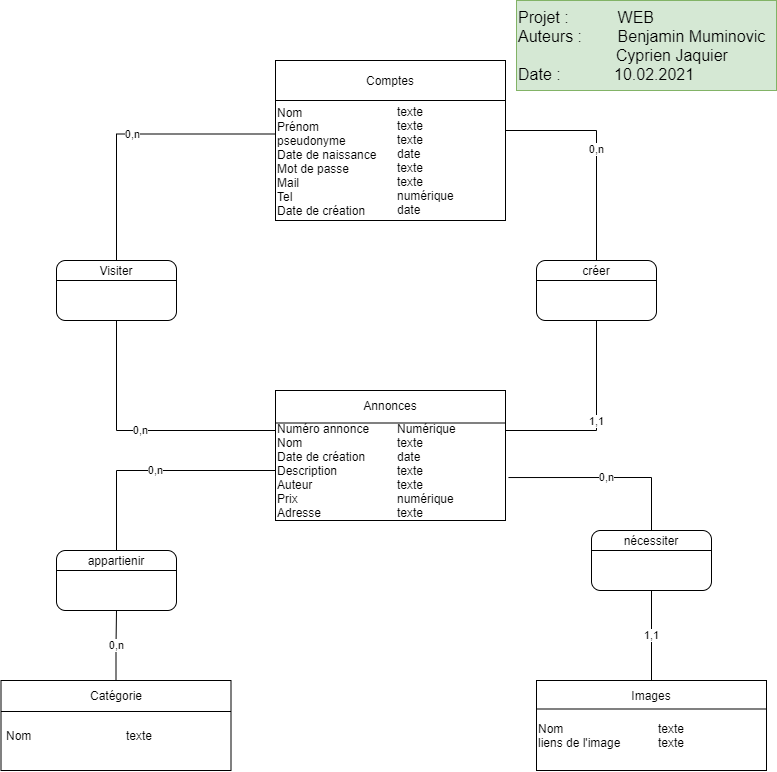 Projet : WEB
Auteurs : Benjamin Muminovic
Cyprien Jaquier
Date : 10.02.2021
Comptes
Nom texte
Prénom texte
pseudonyme texte
Date de naissance date
Mot de passe texte
Mail texte
Tel numérique
Date de création date
0,n
0,n
Visiter
créer
Annonces
Numéro annonce Numérique
Nom texte
Date de création date
Description texte
Auteur texte
Prix numérique
Adresse texte
0,n
1,1
0,n
0,n
appartienir
nécessiter
0,n
1,1
Catégorie
Nom texte
Images
Nom texte
liens de l'image texte